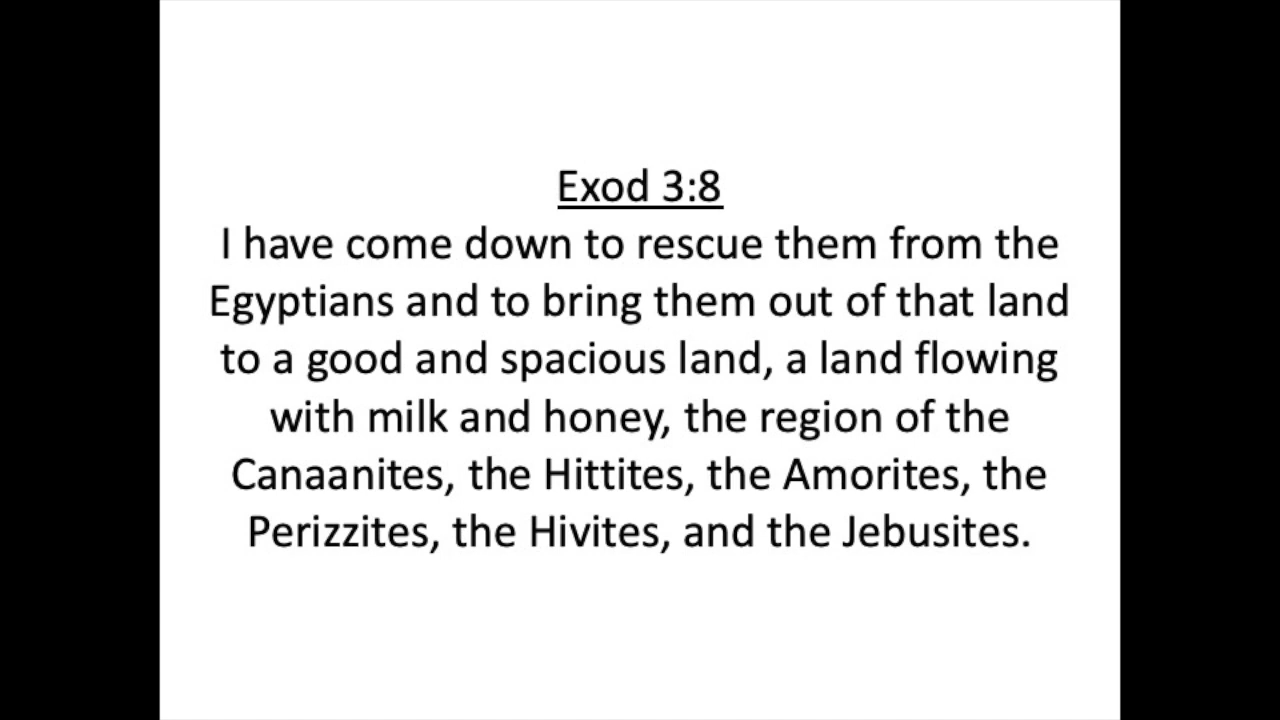 Exod 3:8
I have come down to rescue them from the
Egyptians and to bring them out of that land
to a good and spacious land, a land flowing
with milk and honey, the region of the
Canaanites, the Hittites, the Amorites, the
Perizzites, the Hivites, and the Jebusites.